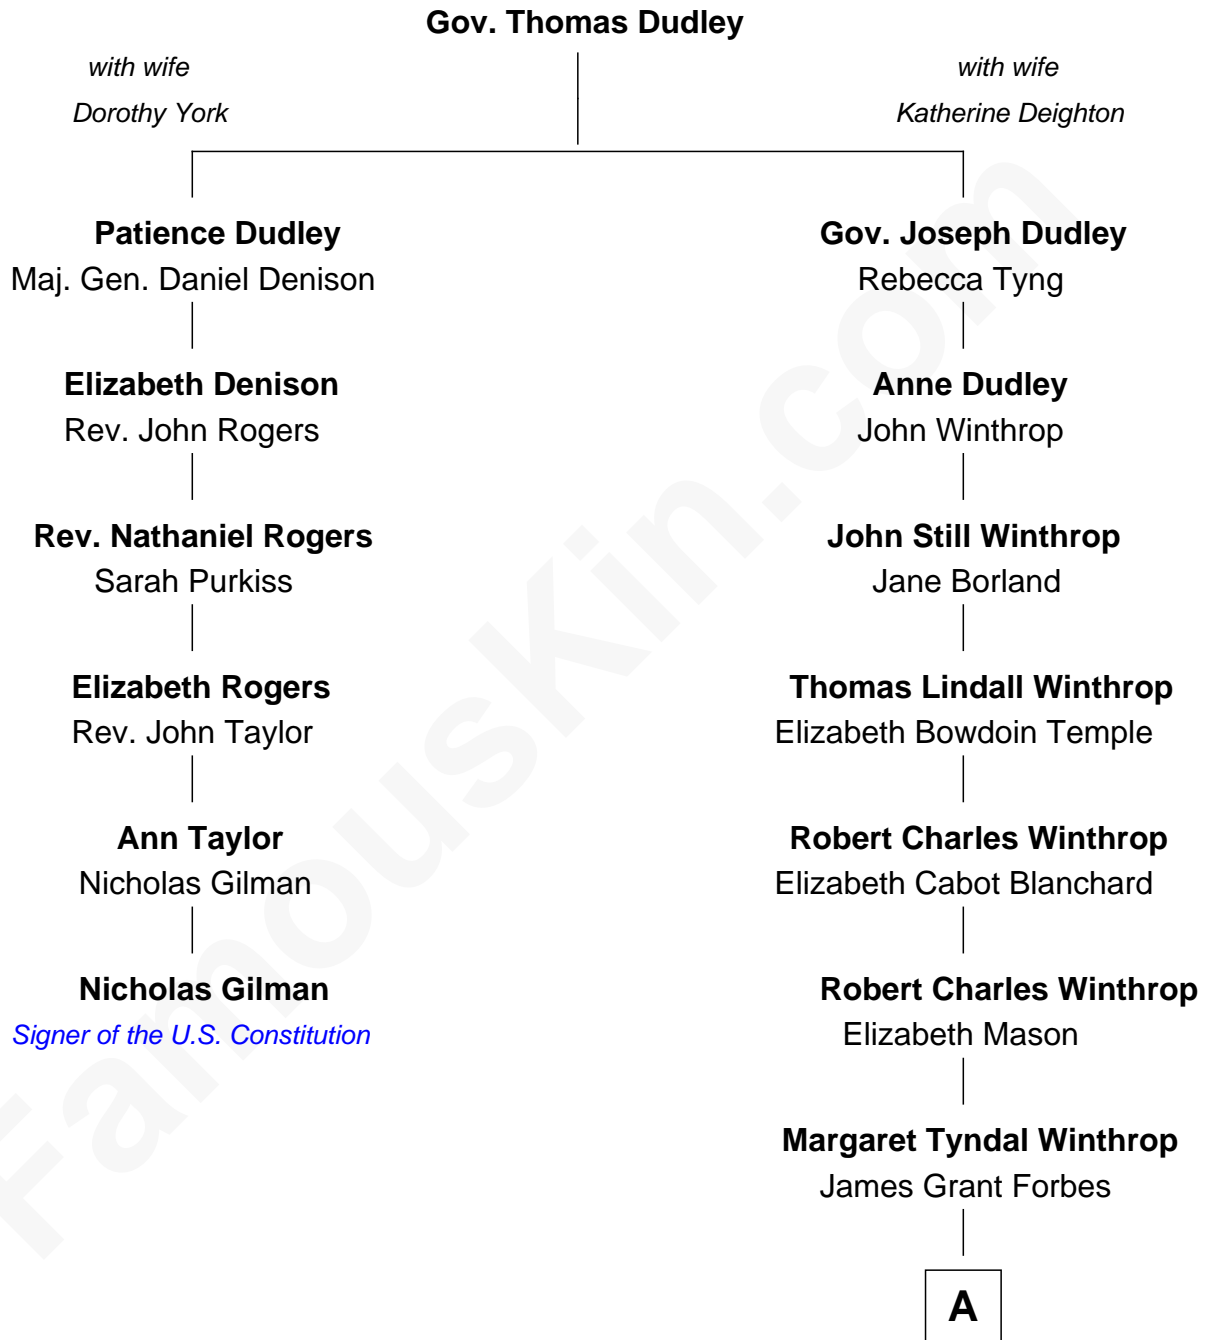 Gov. Thomas Dudley
with wife
Dorothy York
with wife
Katherine Deighton
Patience Dudley
Maj. Gen. Daniel Denison
Elizabeth Denison
Rev. John Rogers
Rev. Nathaniel Rogers
Sarah Purkiss
Elizabeth Rogers
Rev. John Taylor
Ann Taylor
Nicholas Gilman
Nicholas Gilman
Signer of the U.S. Constitution
Gov. Joseph Dudley
Rebecca Tyng
Anne Dudley
John Winthrop
John Still Winthrop
Jane Borland
Thomas Lindall Winthrop
Elizabeth Bowdoin Temple
Robert Charles Winthrop
Elizabeth Cabot Blanchard
Robert Charles Winthrop
Elizabeth Mason
Margaret Tyndal Winthrop
James Grant Forbes
A
FamousKin.com